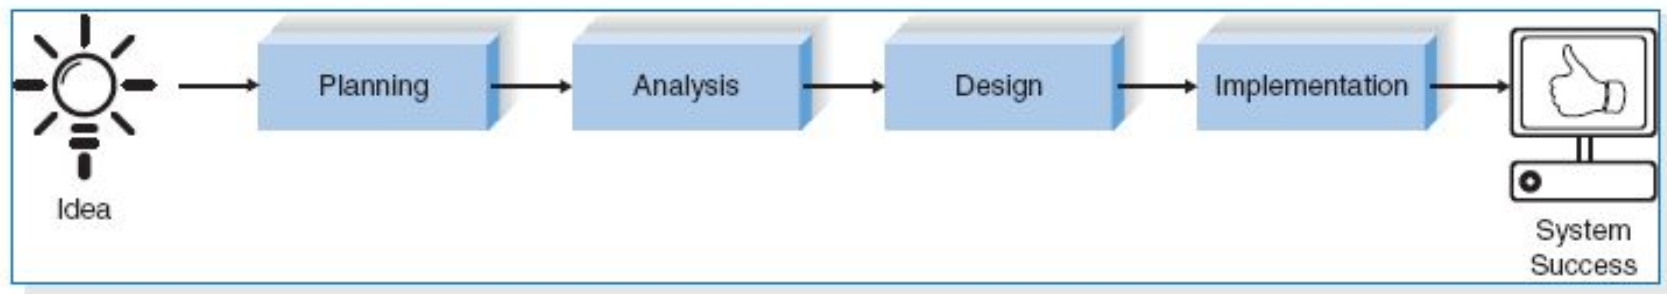 Planning
Analysis
Design
Implementation
Idea
System
Success